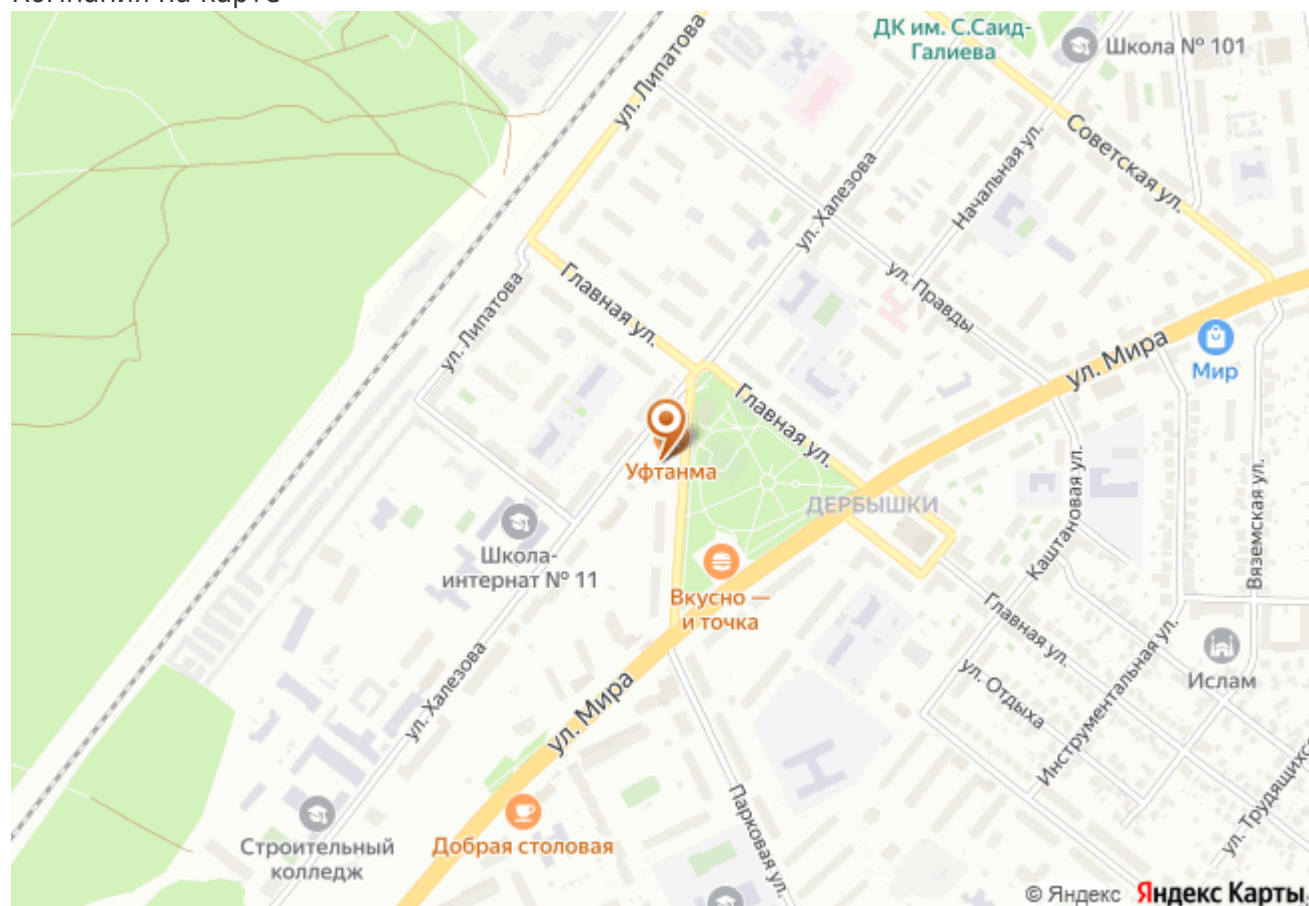 ДК им. С.Саид-
Галиева
Школа № 101
ул. Липатова
Советская ул.
Начальная ул.
ул. Халезова
ул. Правды
ул. Липатова
Главная ул.
ул. Мира
Мир
Главная ул.
Уфтанма
ДЕРБЫШКИ
Каштановая ул.
Вяземская ул.
Школа-
интернат № 11
Вкусно —
и точка
Главная ул.
Инструментальная ул.
Ислам
ул. Отдыха
ул. Халезова
ул. Мира
Парковая ул.
Строительный
колледж
Добрая столовая
© Яндекс Яндекс Карты